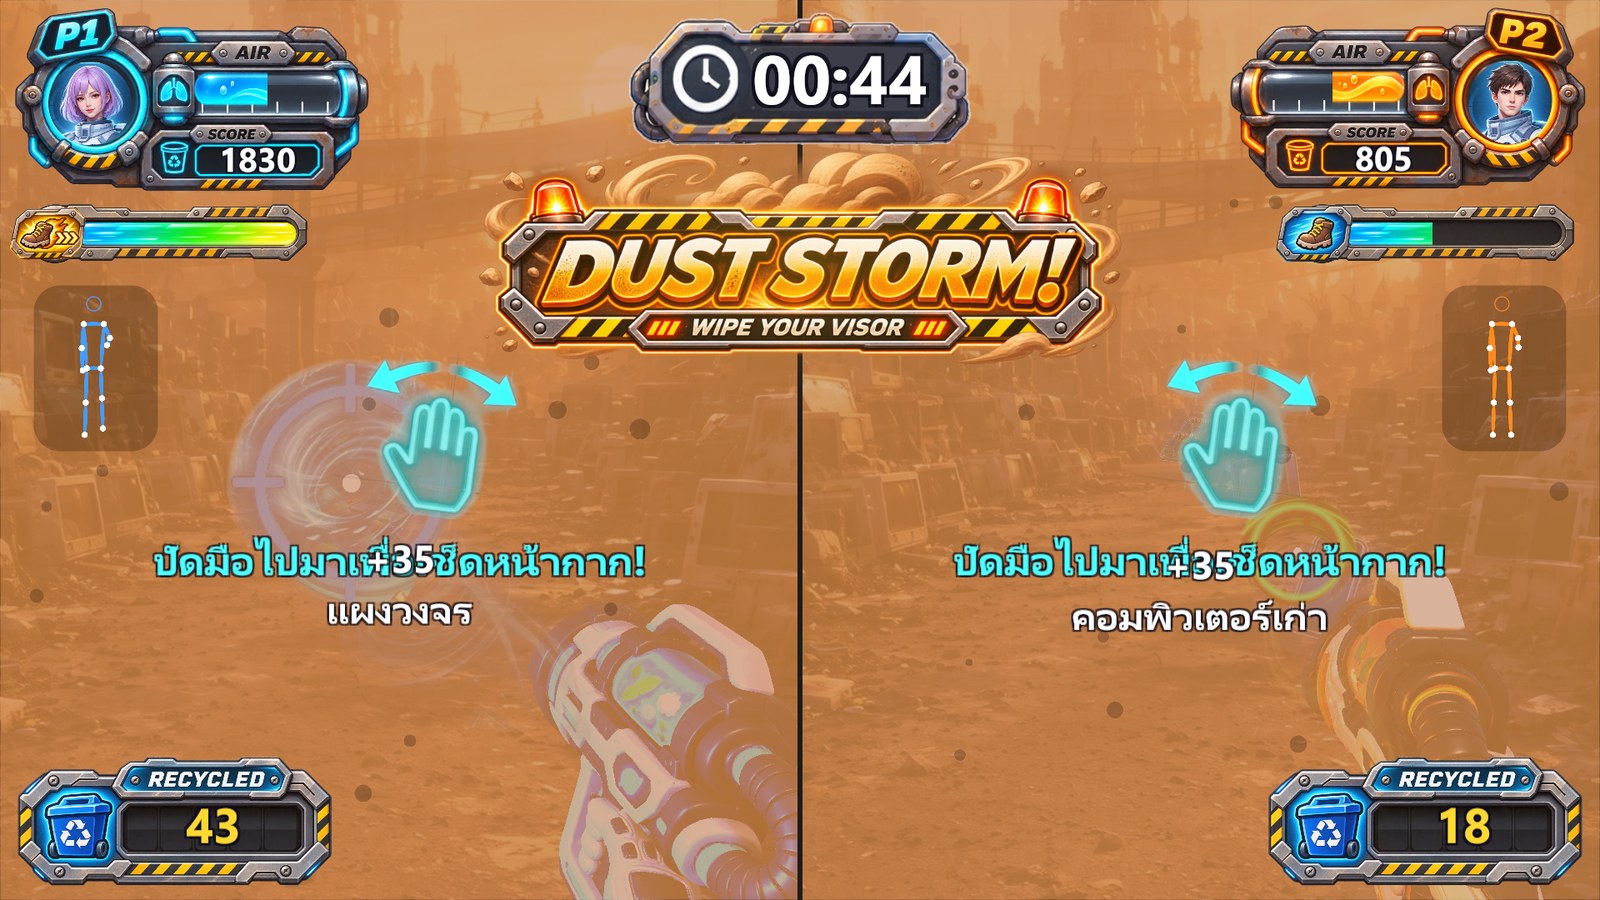 P1
AIR
SCORE
1830
00:44
P2
AIR
SCORE
805
DUST STORM!
WIPE YOUR VISOR
ปัดมือไปมาเพื่อเช็ดหน้ากาก!
+35
แผงวงจร
ปัดมือไปมาเพื่อเช็ดหน้ากาก!
+35
คอมพิวเตอร์เก่า
RECYCLED
43
RECYCLED
18